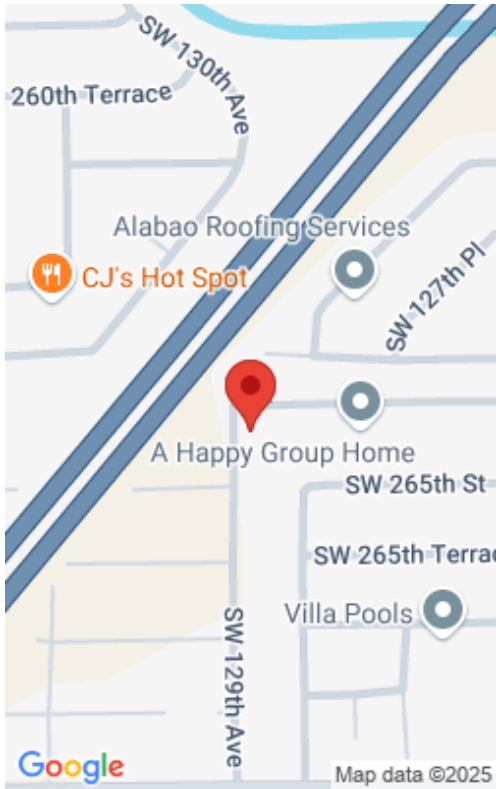 SW 130th Ave
260th Terrace
Alabao Roofing Services
CJ's Hot Spot
SW 127th Pl
A Happy Group Home
SW 265th St
SW 265th Terrac
Villa Pools
SW 129th Ave
Google
Map data ©2025